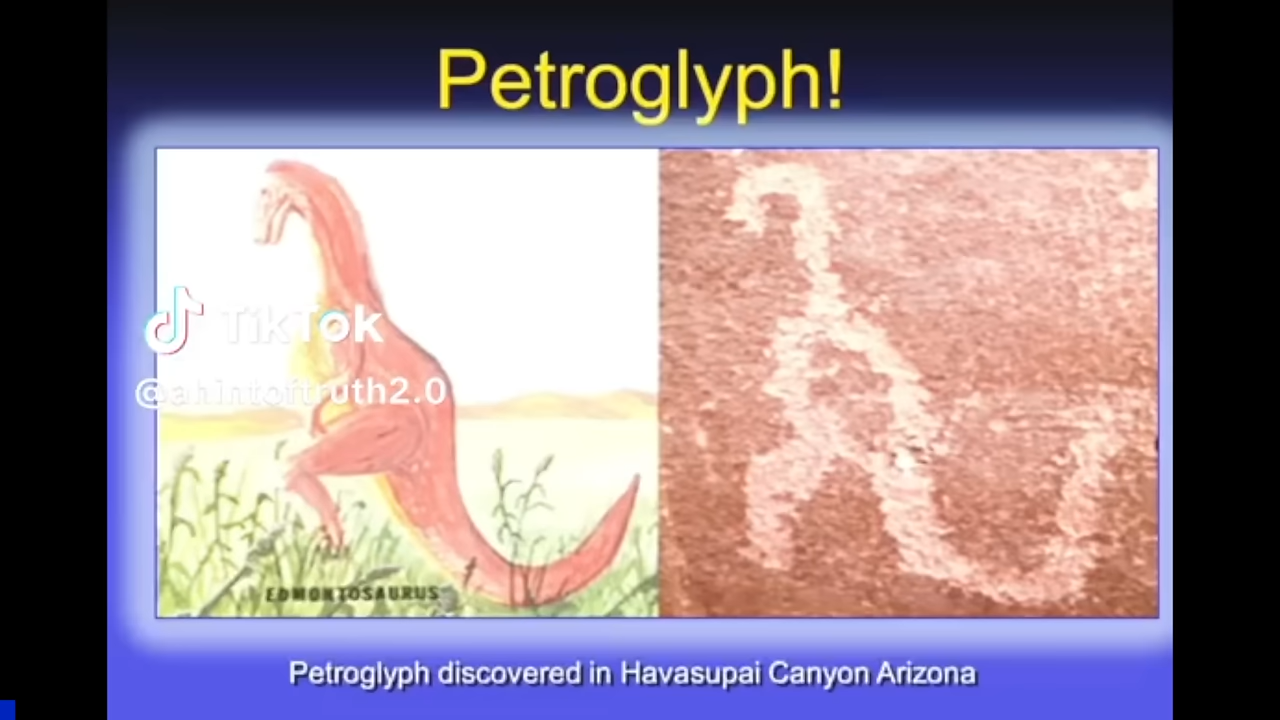 Petroglyph!
TikTok
@ahintoftruth2.0
EDMONTOSAURUS
Petroglyph discovered in Havasupai Canyon Arizona